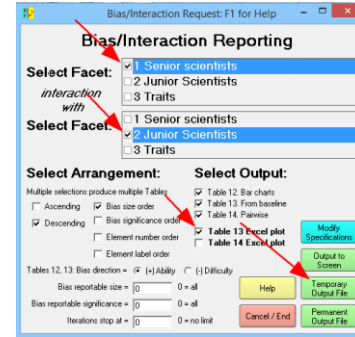 Bias/Interaction Request: F1 for Help
Bias/Interaction Reporting
Select Facet:
1 Senior scientists
2 Junior Scientists
3 Traits
interaction
with
Select Facet:
1 Senior scientists
2 Junior scientists
3 Traits
Select Arrangement:
Multiple selections produce multiple Tables
Ascending
Bias size order
Descending
Bias significance order
Element number order
Element label order
Select Output:
Table 12. Bar charts
Table 13. From baseline
Table 14. Pairwise
Table 13 Excel plot
Table 14 Excel plot
Tables 12, 13: Bias direction = (+) Ability (-) Difficulty
Bias reportable size = 0 0 = all
Bias reportable significance = 0 0 = all
Iterations stop at = 0 0 = no limit
Help
Cancel / End
Modify
Specifications
Output to
Screen
Temporary
Output File
Permanent
Output File